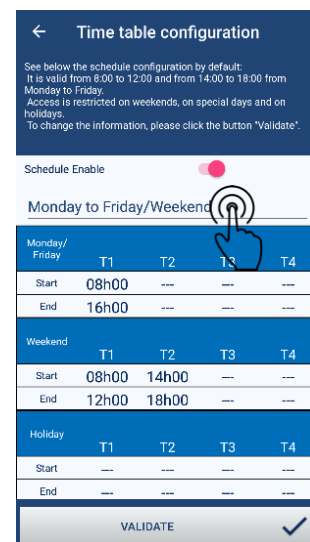 Time table configuration
See below the schedule configuration by default:
It is valid from 8:00 to 12:00 and from 14:00 to 18:00 from
Monday to Friday.
Access is restricted on weekends, on special days and on
holidays.
To change the information, please click the button "Validate".
Schedule Enable
Monday to Friday/Weekend
Monday/
Friday
T1 T2 T3 T4
Start 08h00 --- --- ---
End 16h00 --- --- ---
Weekend
T1 T2 T3 T4
Start 08h00 14h00 --- ---
End 12h00 18h00 --- ---
Holiday
T1 T2 T3 T4
Start --- --- --- ---
End --- --- --- ---
VALIDATE